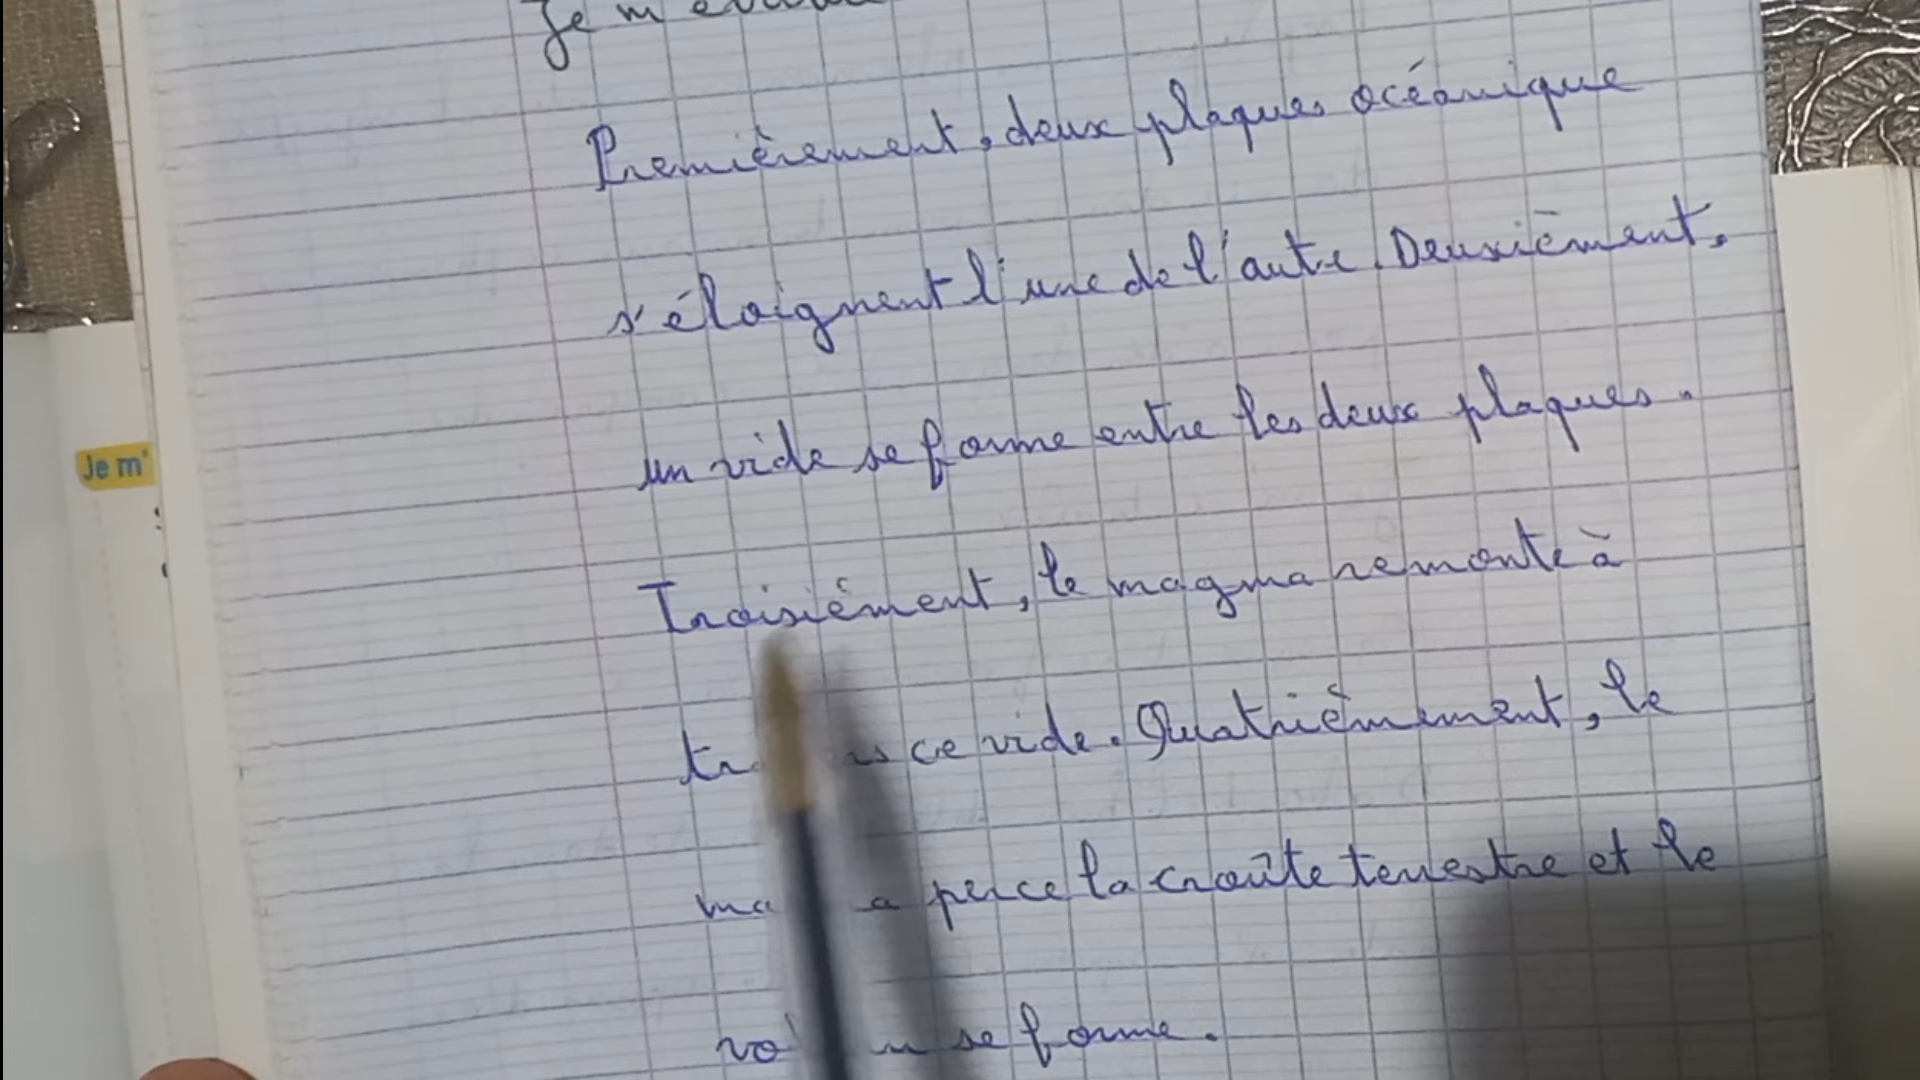 Je m'
Premièrement, deux plaques océanique
s'éloignent l'une de l'autre. Deuxièment,
un vide se forme entre les deux plaques.
Je m'
Troisièment, le magma remonte à
ce vide. Quatrièmement, le
perce la croûte terrestre et le
se forme.